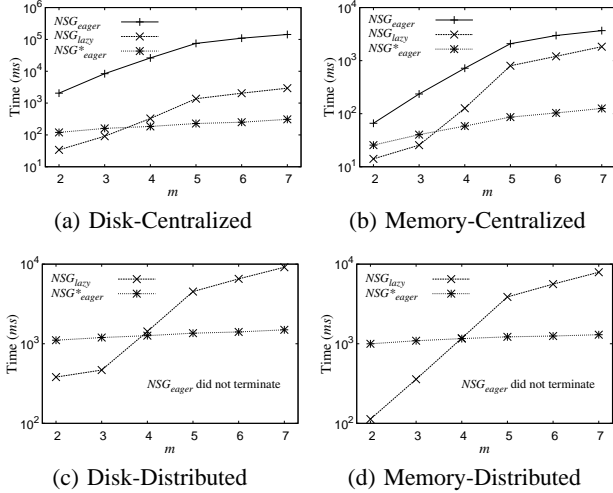 10^6
10^5
10^4
10^3
10^2
10^1
Time (ms)
NSG_eager
NSG_lazy
NSG*_eager
2 3 4 5 6 7
m
(a) Disk-Centralized
10^4
10^3
10^2
10^1
Time (ms)
NSG_eager
NSG_lazy
NSG*_eager
2 3 4 5 6 7
m
(b) Memory-Centralized
10^4
10^3
10^2
Time (ms)
NSG_lazy
NSG*_eager
NSG_eager did not terminate
2 3 4 5 6 7
m
(c) Disk-Distributed
10^4
10^3
10^2
Time (ms)
NSG_lazy
NSG*_eager
NSG_eager did not terminate
2 3 4 5 6 7
m
(d) Memory-Distributed